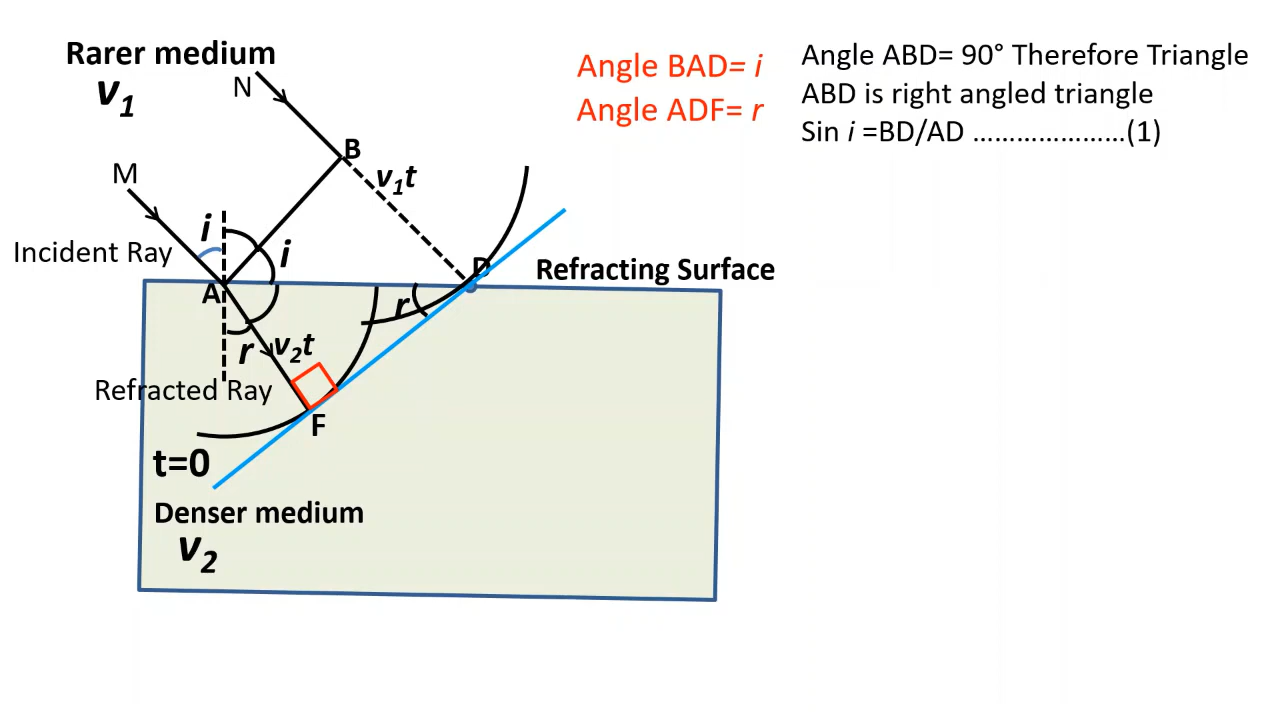 Rarer medium
v1
N
B
v1t
M
i
i
Incident Ray
A
D
Refracting Surface
r
r
v2t
Refracted Ray
F
t=0
Denser medium
v2
Angle BAD= i
Angle ADF= r
Angle ABD= 90° Therefore Triangle
ABD is right angled triangle
Sin i =BD/AD …………………(1)